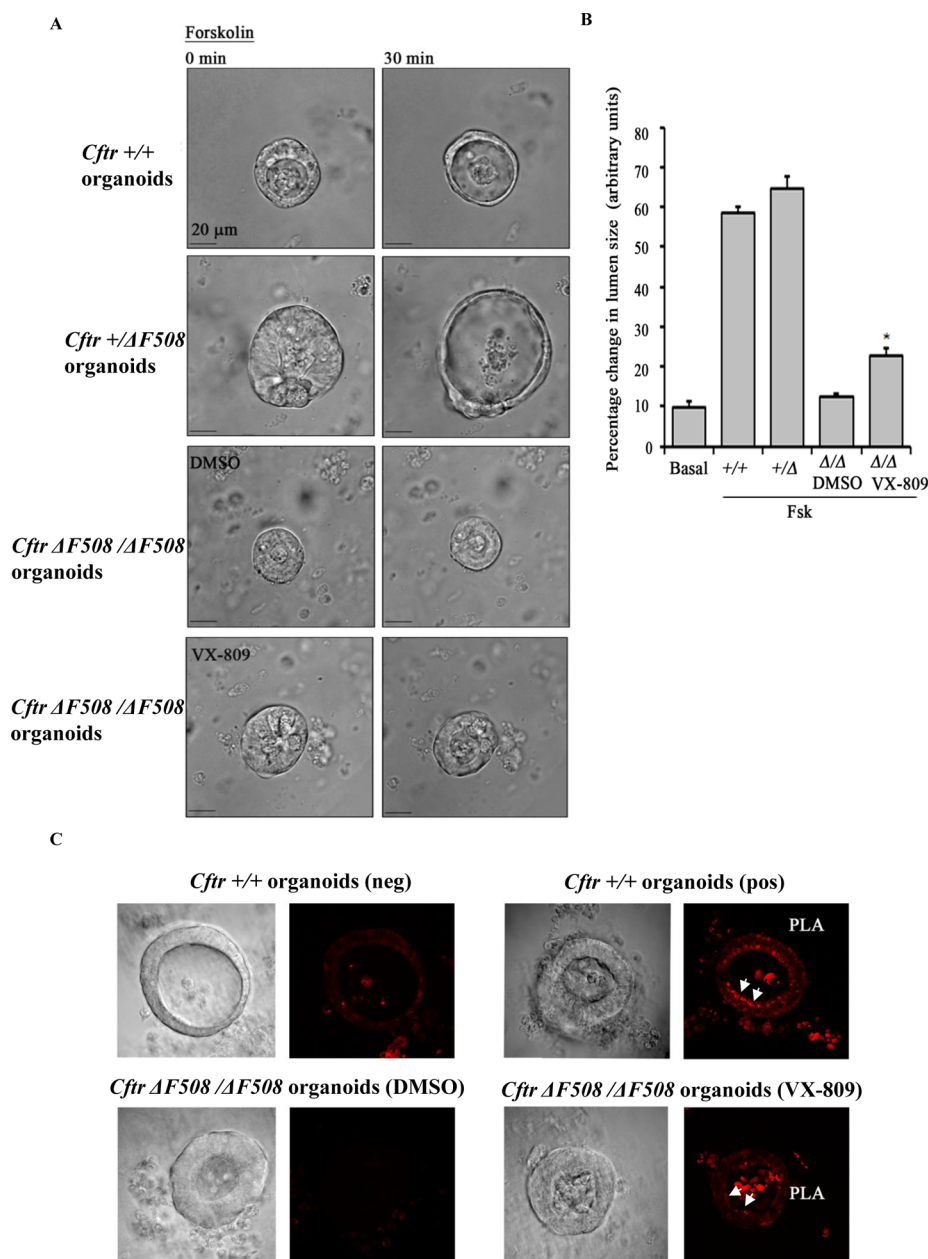 A
Forskolin
0 min
30 min
Cftr +/+
organoids
20 µm
Cftr +/ΔF508
organoids
DMSO
Cftr ΔF508 /ΔF508
organoids
VX-809
Cftr ΔF508 /ΔF508
organoids
B
Percentage change in lumen size (arbitrary units)
80
70
60
50
40
30
20
10
0
*
Basal
+/+
+/Δ
Δ/Δ
DMSO
Δ/Δ
VX-809
Fsk
C
Cftr +/+ organoids (neg)
Cftr +/+ organoids (pos)
PLA
Cftr ΔF508 /ΔF508 organoids (DMSO)
Cftr ΔF508 /ΔF508 organoids (VX-809)
PLA